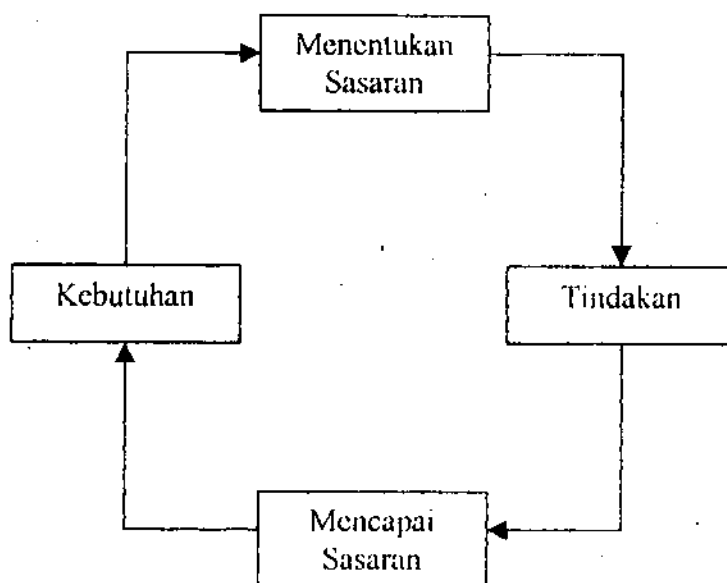 Menentukan
Sasaran
Kebutuhan
Tindakan
Mencapai
Sasaran